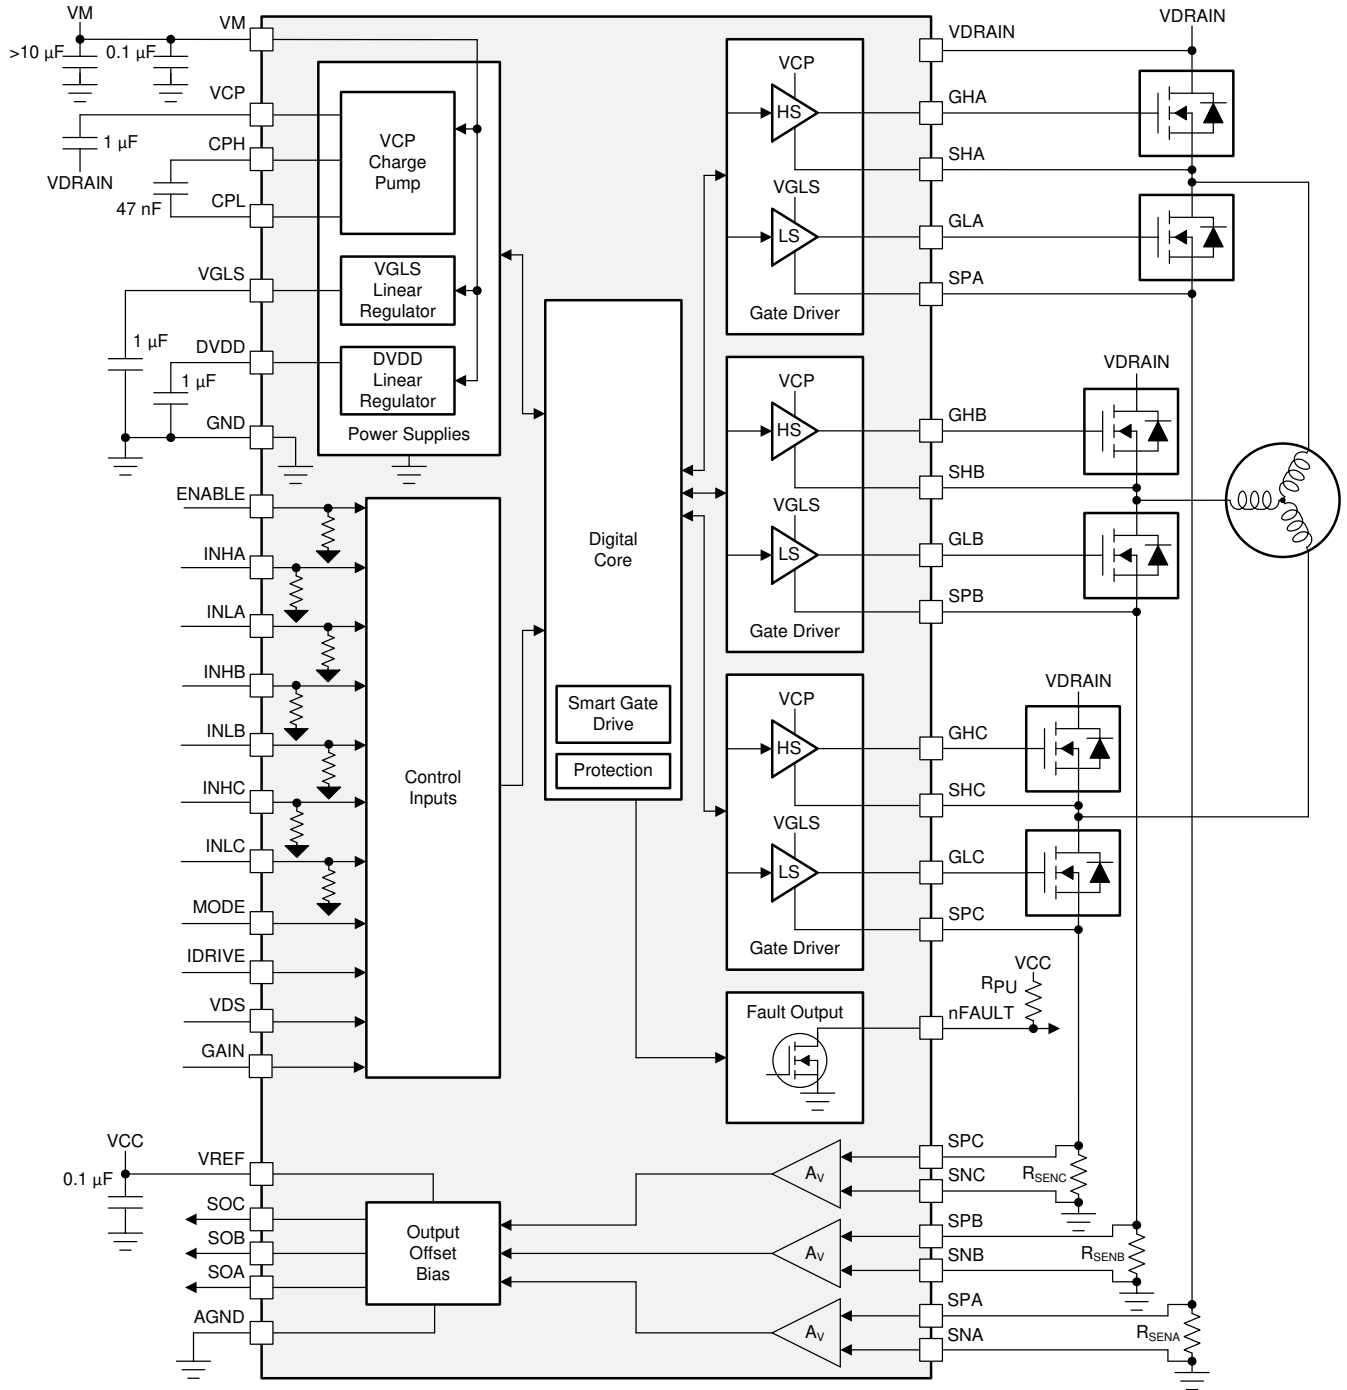 VM
>10 µF
0.1 µF
VM
VCP
1 µF
VDRAIN
CPH
47 nF
CPL
VGLS
1 µF
DVDD
1 µF
GND
VCP
Charge
Pump
VGLS
Linear
Regulator
DVDD
Linear
Regulator
Power Supplies
ENABLE
INHA
INLA
INHB
INLB
INHC
INLC
MODE
IDRIVE
VDS
GAIN
Control
Inputs
Digital
Core
Smart Gate
Drive
Protection
VCP
HS
VGLS
LS
Gate Driver
VCP
HS
VGLS
LS
Gate Driver
VCP
HS
VGLS
LS
Gate Driver
Fault Output
VDRAIN
VDRAIN
GHA
SHA
GLA
SPA
VDRAIN
GHB
SHB
GLB
SPB
VDRAIN
GHC
SHC
GLC
SPC
VCC
RPU
nFAULT
VCC
0.1 µF
VREF
SOC
SOB
SOA
AGND
Output
Offset
Bias
AV
AV
AV
SPC
SNC
RSENC
SPB
SNB
RSENB
SPA
SNA
RSENA